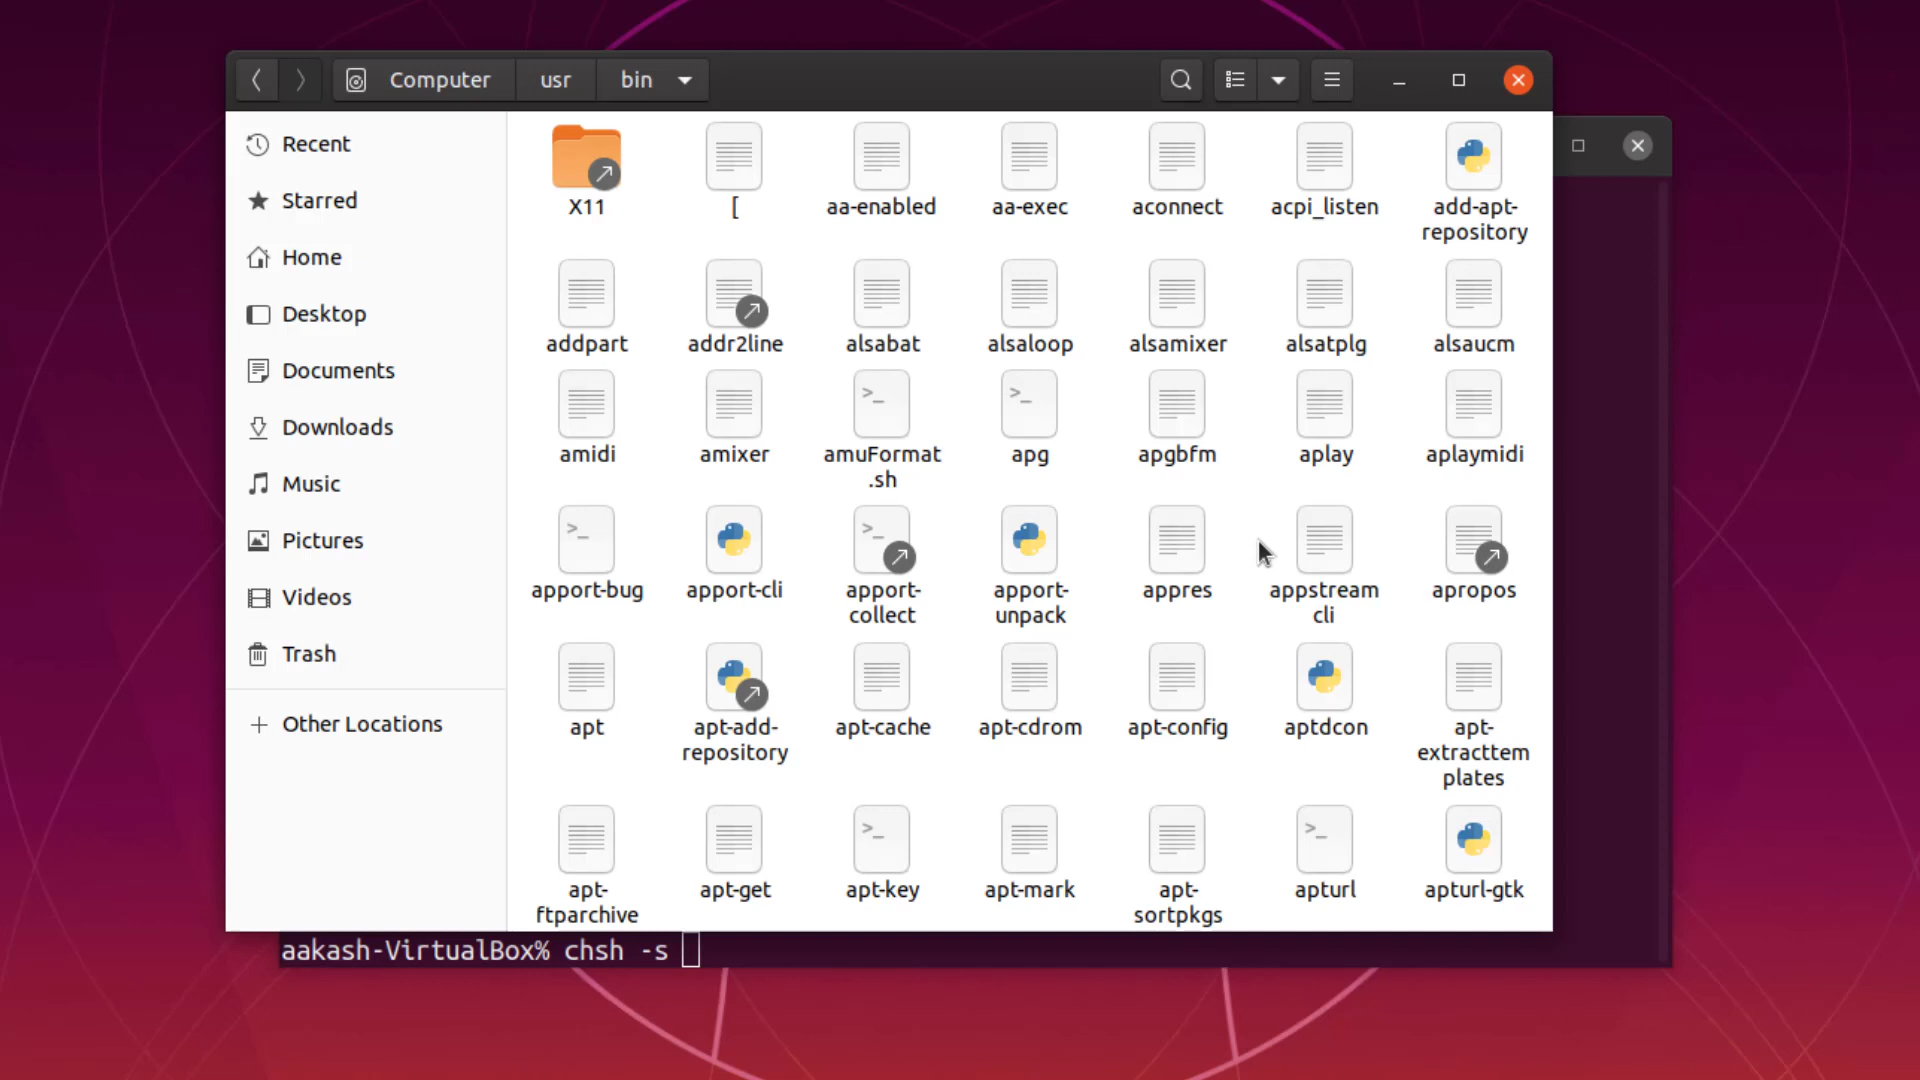 Computer usr bin
Recent
Starred
Home
Desktop
Documents
Downloads
Music
Pictures
Videos
Trash
Other Locations
X11 [ aa-enabled aa-exec aconnect acpi_listen add-apt-
repository
addpart addr2line alsabat alsaloop alsamixer alsatplg alsaucm
amidi amixer amuFormat apg apgbfm aplay aplaymidi
.sh
apport-bug apport-cli apport- apport- appres appstream apropos
collect unpack cli
apt apt-add- apt-cache apt-cdrom apt-config aptdcon apt-
repository extracttem
plates
apt- apt-get apt-key apt-mark apt- apturl apturl-gtk
ftparchive sortpkgs
aakash-VirtualBox% chsh -s